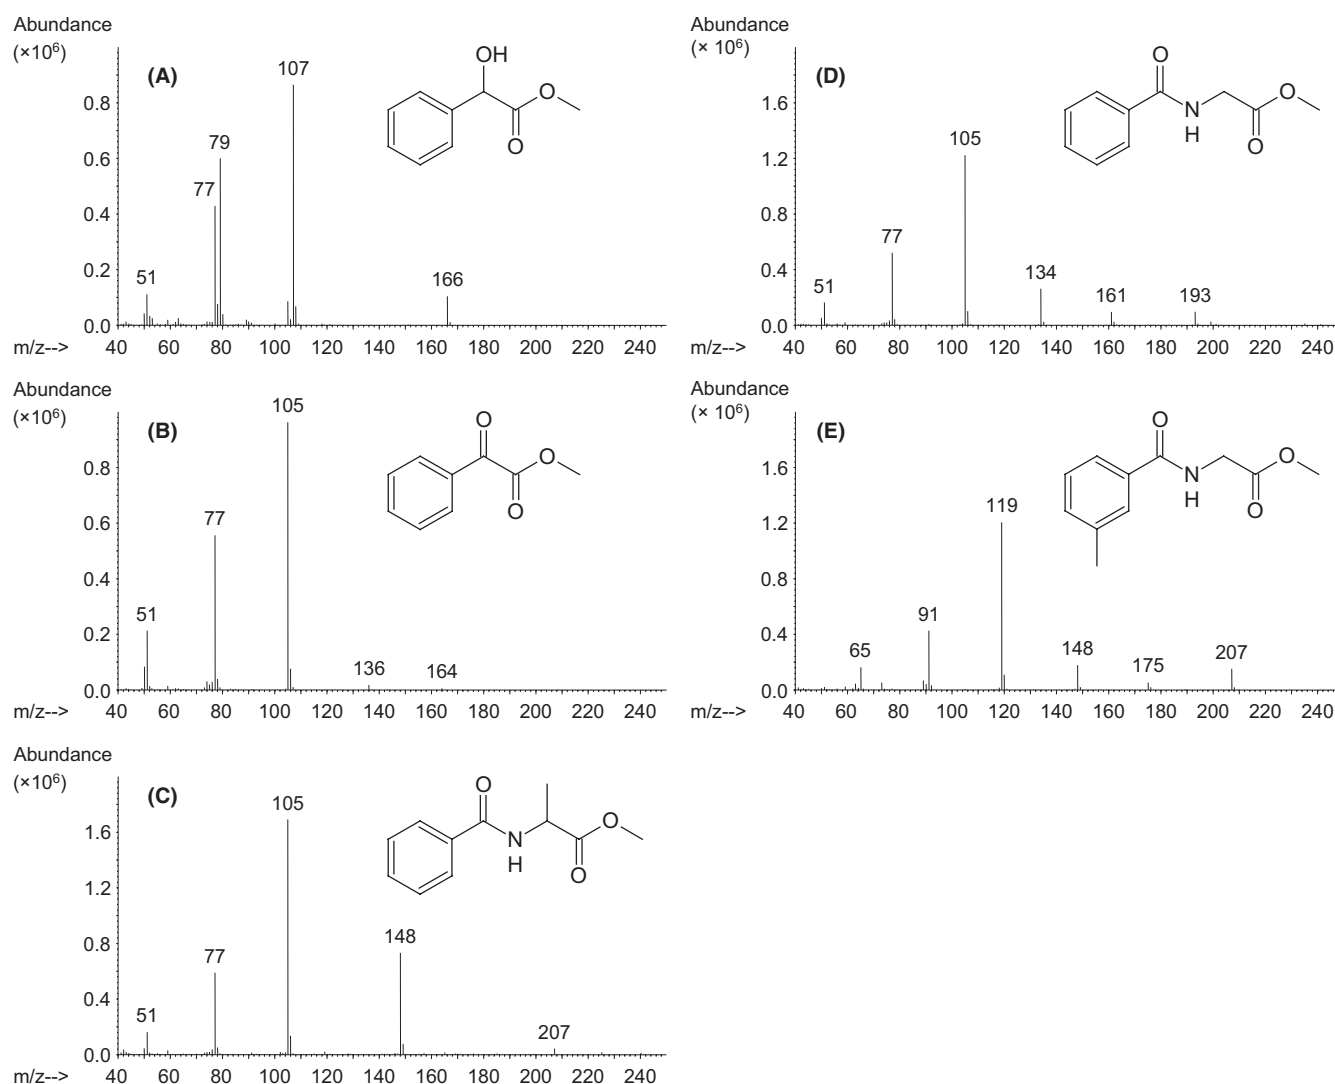 Abundance
(×10⁶)
(A)
107
OH
O
O
0.8
79
0.6
77
0.4
0.2
51
166
0.0
m/z--> 40 60 80 100 120 140 160 180 200 220 240
Abundance
(×10⁶)
(B)
105
O
O
O
0.8
77
0.6
0.4
51
0.2
136
164
0.0
m/z--> 40 60 80 100 120 140 160 180 200 220 240
Abundance
(×10⁶)
(C)
105
O
O
N
H
O
1.6
1.2
148
77
0.8
0.4
51
207
0.0
m/z--> 40 60 80 100 120 140 160 180 200 220 240
Abundance
(× 10⁶)
(D)
O
O
N
H
O
1.6
105
1.2
0.8
77
0.4
51
134
161
193
0.0
m/z--> 40 60 80 100 120 140 160 180 200 220 240
Abundance
(× 10⁶)
(E)
O
O
N
H
O
1.6
119
1.2
0.8
91
0.4
65
148
175
207
0.0
m/z--> 40 60 80 100 120 140 160 180 200 220 240